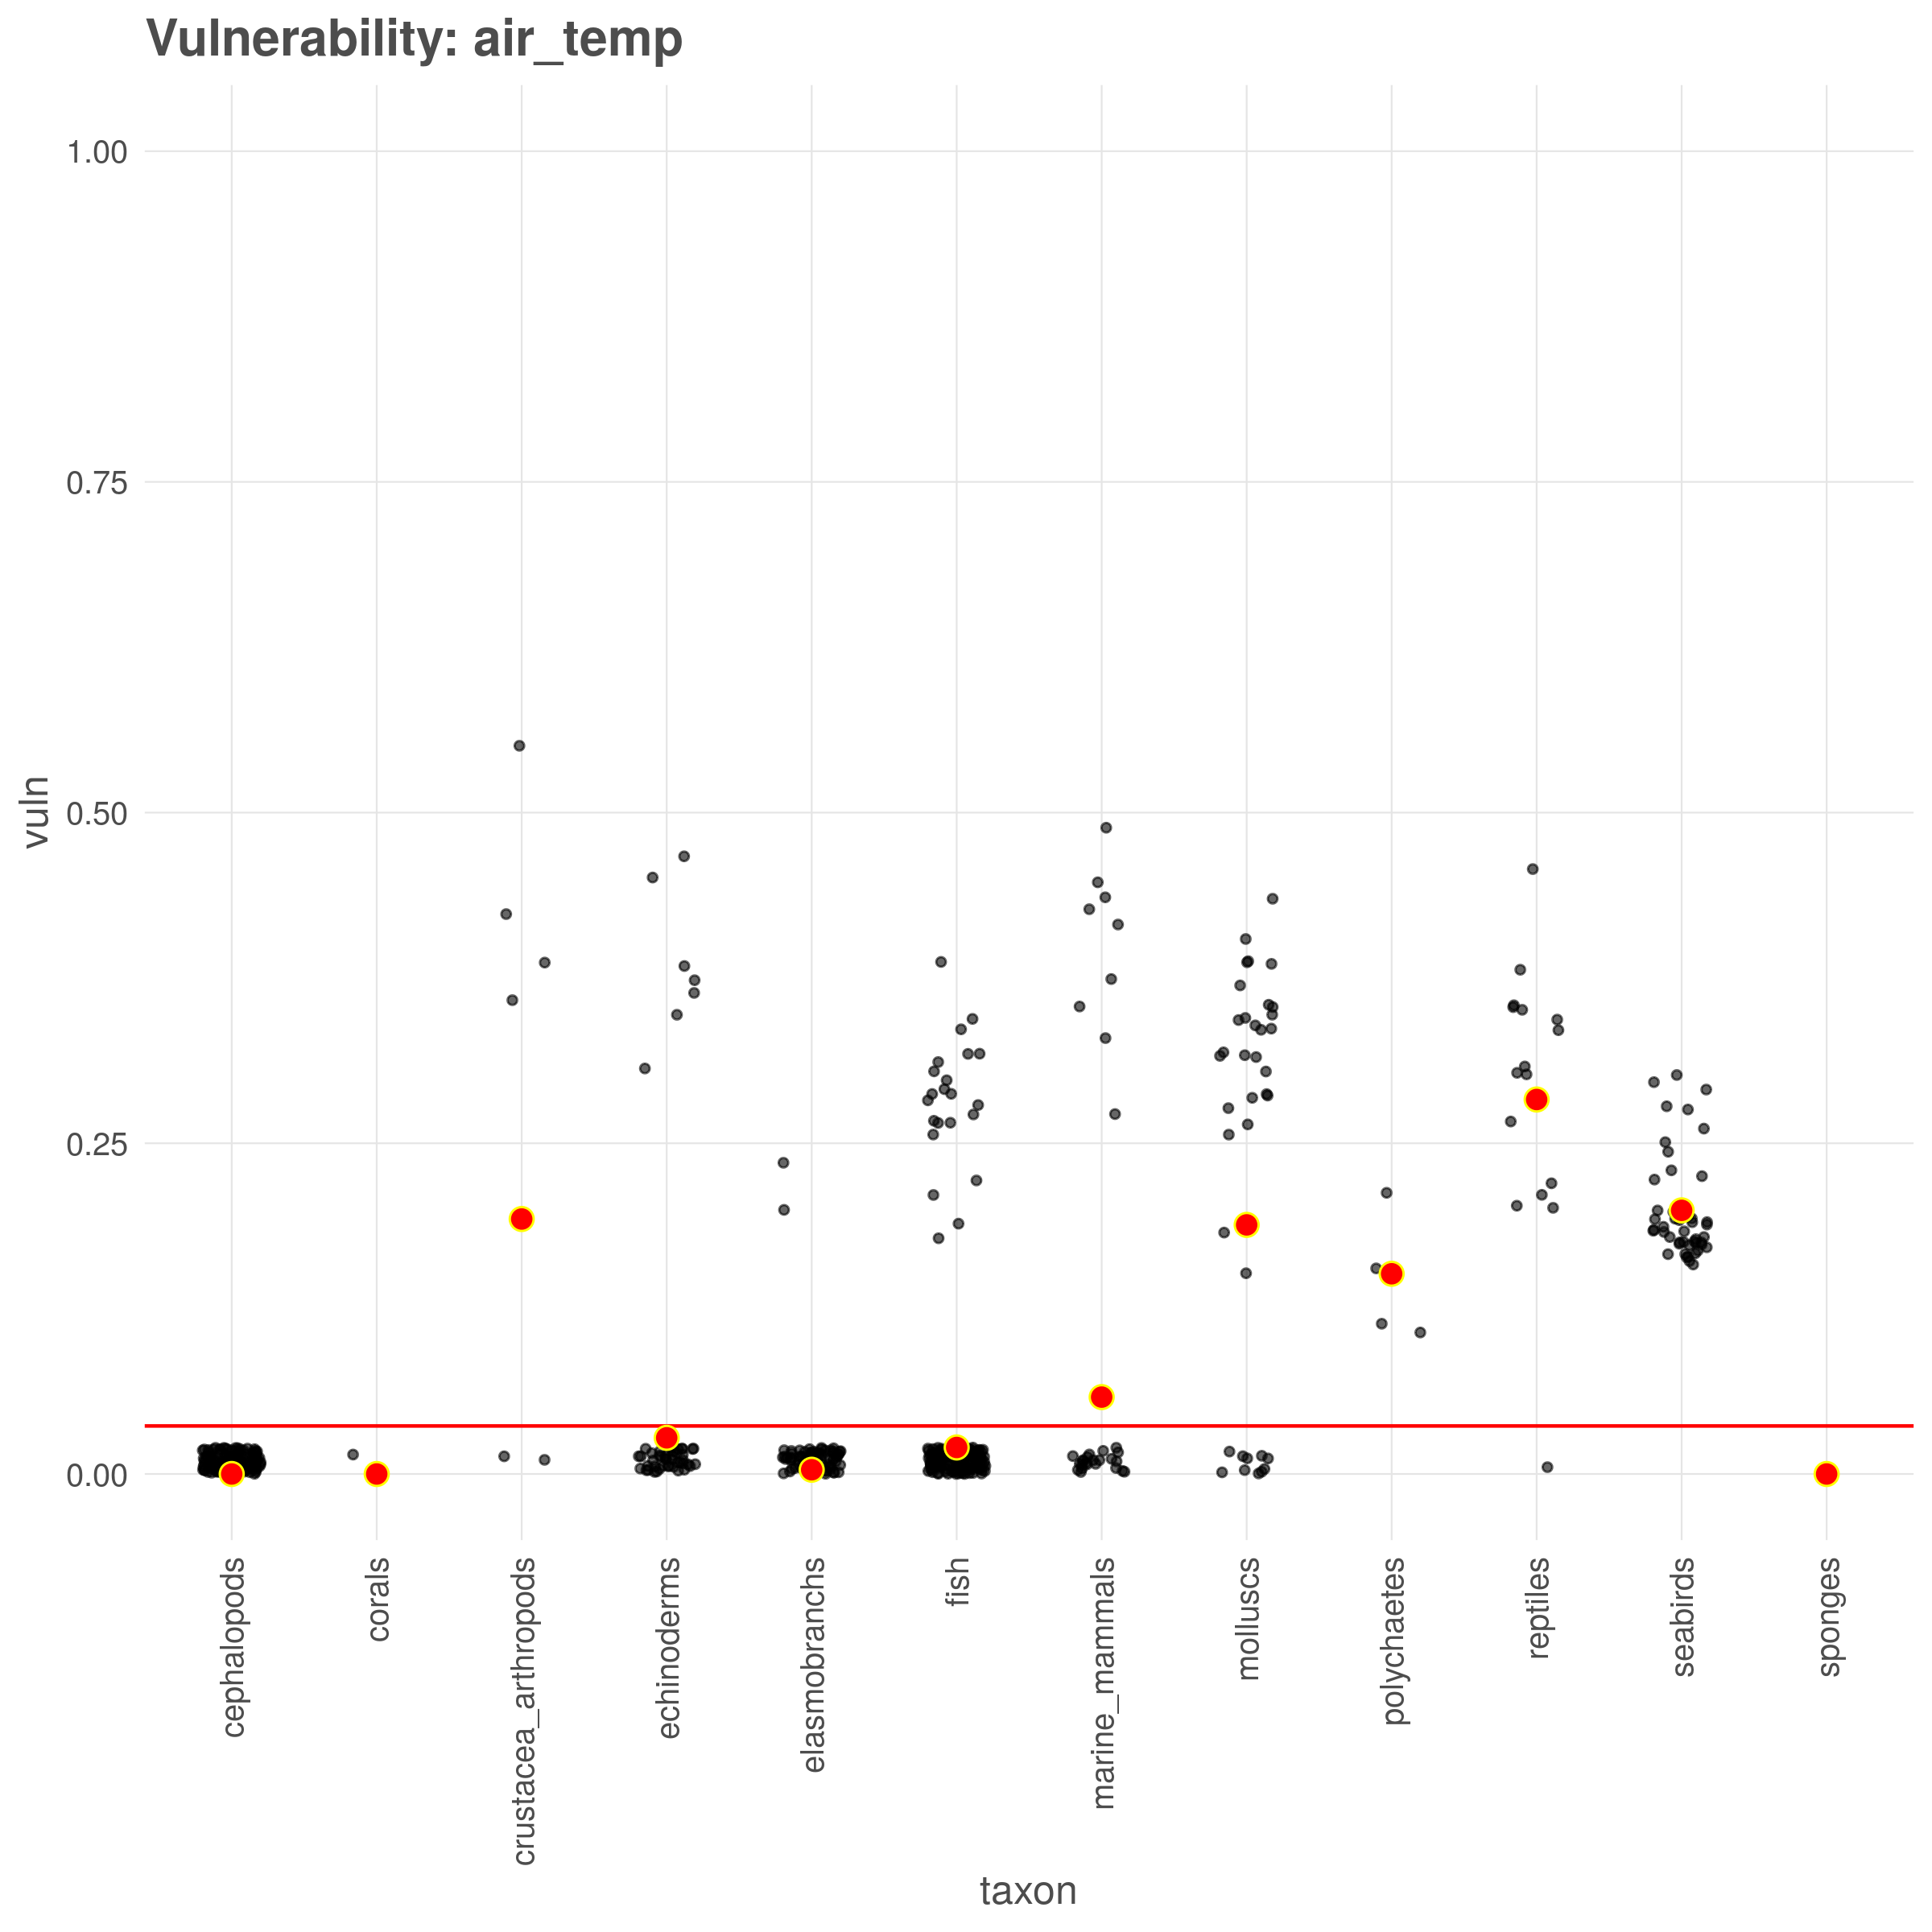 Vulnerability: air_temp
vuln
1.00
0.75
0.50
0.25
0.00
cephalopods
corals
crustacea_arthropods
echinoderms
elasmobranchs
fish
marine_mammals
molluscs
polychaetes
reptiles
seabirds
sponges
taxon